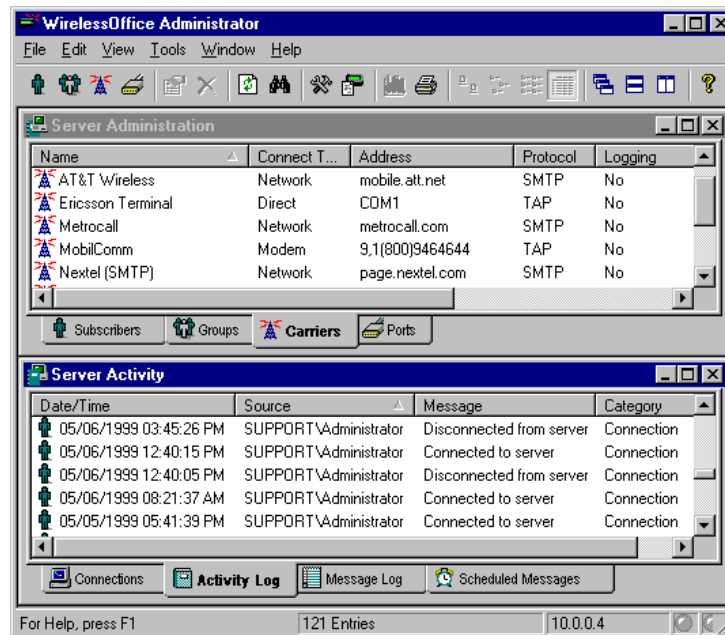 WirelessOffice Administrator
File Edit View Tools Window Help
Server Administration
Name Connect T... Address Protocol Logging
AT&T Wireless Network mobile.att.net SMTP No
Ericsson Terminal Direct COM1 TAP No
Metrocall Network metrocall.com SMTP No
MobilComm Modem 9,1(800)9464644 TAP No
Nextel (SMTP) Network page.nextel.com SMTP No
Subscribers Groups Carriers Ports
Server Activity
Date/Time Source Message Category
05/06/1999 03:45:26 PM SUPPORT\Administrator Disconnected from server Connection
05/06/1999 12:40:15 PM SUPPORT\Administrator Connected to server Connection
05/06/1999 12:40:05 PM SUPPORT\Administrator Disconnected from server Connection
05/06/1999 08:21:37 AM SUPPORT\Administrator Connected to server Connection
05/05/1999 05:41:39 PM SUPPORT\Administrator Connected to server Connection
Connections Activity Log Message Log Scheduled Messages
For Help, press F1 121 Entries 10.0.0.4